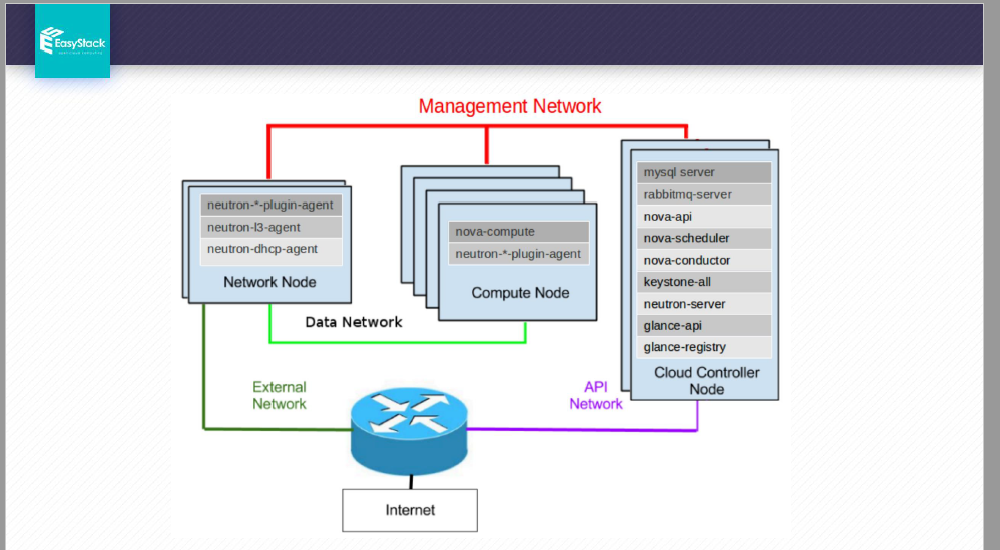 EasyStack
Management Network
neutron-*-plugin-agent
neutron-l3-agent
neutron-dhcp-agent
Network Node
nova-compute
neutron-*-plugin-agent
Compute Node
mysql server
rabbitmq-server
nova-api
nova-scheduler
nova-conductor
keystone-all
neutron-server
glance-api
glance-registry
Cloud Controller
Node
Data Network
External
Network
API
Network
Internet